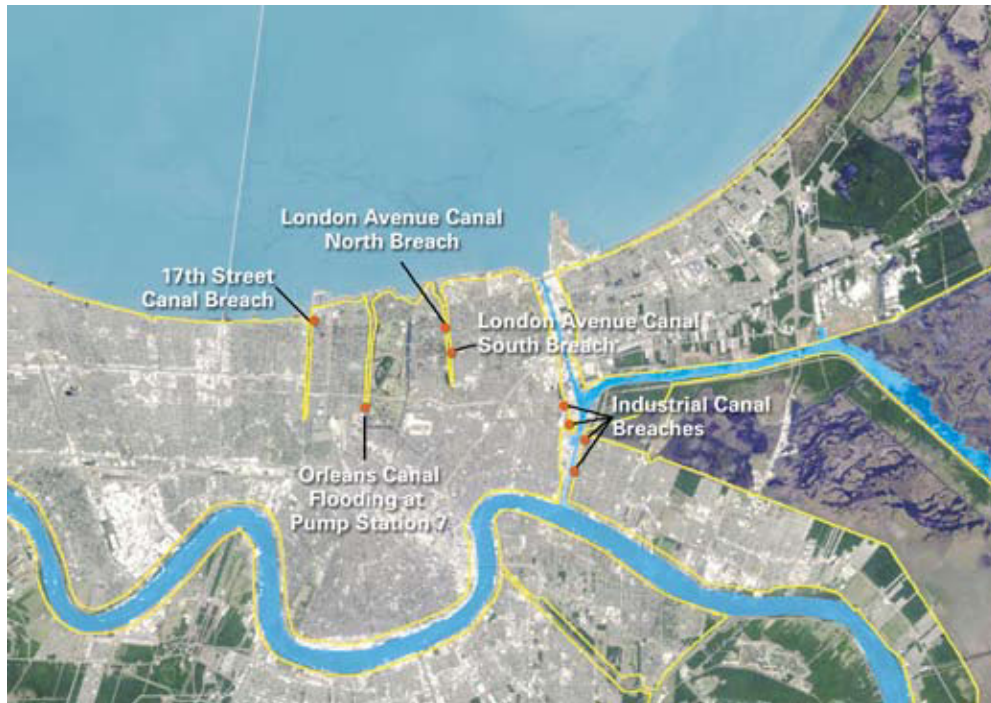 London Avenue Canal
North Breach
17th Street
Canal Breach
London Avenue Canal
South Breach
Industrial Canal
Breaches
Orleans Canal
Flooding at
Pump Station 7